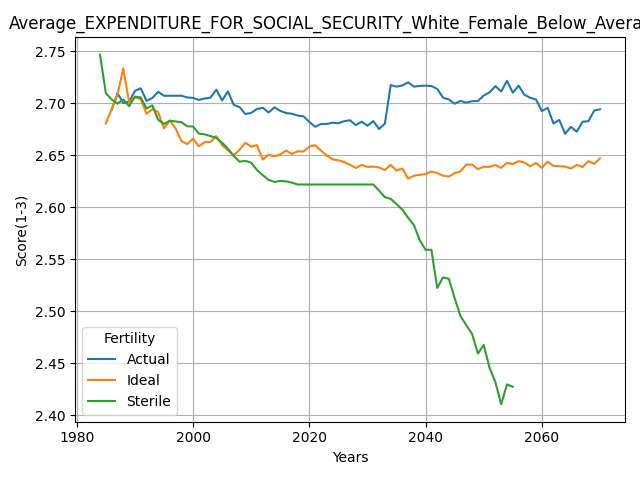 Average_EXPENDITURE_FOR_SOCIAL_SECURITY_White_Female_Below_Avera
2.75
2.70
2.65
2.60
2.55
2.50
2.45
2.40
Score(1-3)
Fertility
Actual
Ideal
Sterile
1980
2000
2020
2040
2060
Years